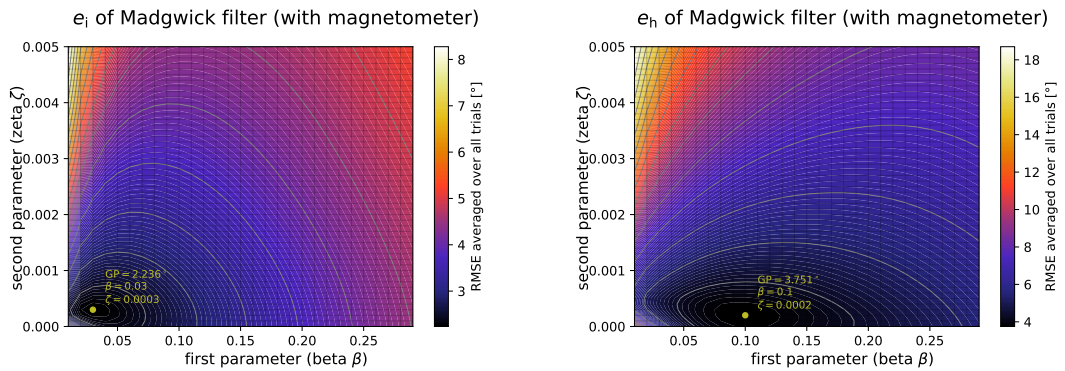 e_i of Madgwick filter (with magnetometer)
0.005
0.004
0.003
0.002
0.001
0.000
second parameter (zeta ζ)
GP = 2.236°
β = 0.03
ζ = 0.0003
0.05 0.10 0.15 0.20 0.25
first parameter (beta β)
8
7
6
5
4
3
RMSE averaged over all trials [°]
e_h of Madgwick filter (with magnetometer)
0.005
0.004
0.003
0.002
0.001
0.000
second parameter (zeta ζ)
GP = 3.751°
β = 0.1
ζ = 0.0002
0.05 0.10 0.15 0.20 0.25
first parameter (beta β)
18
16
14
12
10
8
6
4
RMSE averaged over all trials [°]